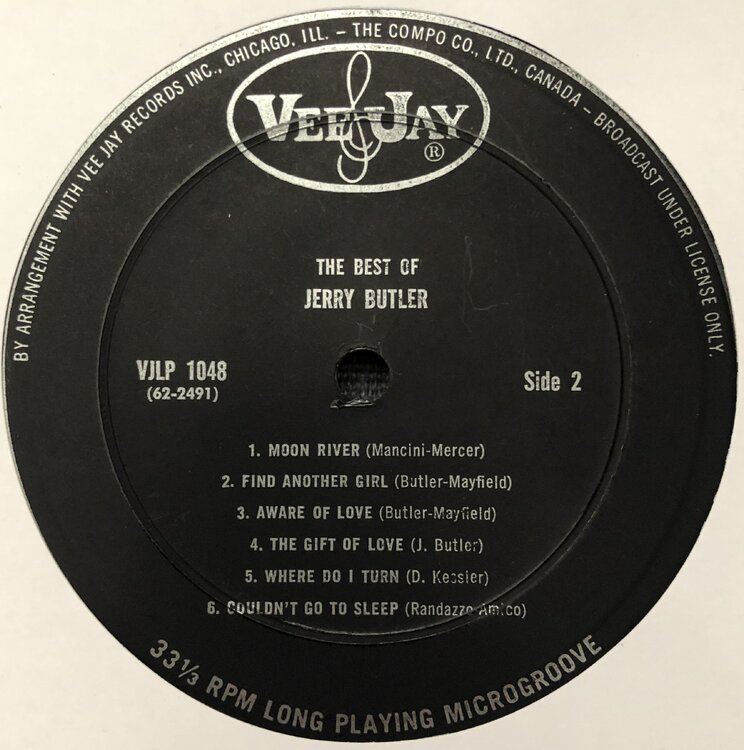 BY ARRANGEMENT WITH VEE JAY RECORDS INC., CHICAGO, ILL. – THE COMPO CO., LTD., CANADA – BROADCAST UNDER LICENSE ONLY.
VEE JAY ®
THE BEST OF
JERRY BUTLER
VJLP 1048
(62-2491)
Side 2
1. MOON RIVER (Mancini-Mercer)
2. FIND ANOTHER GIRL (Butler-Mayfield)
3. AWARE OF LOVE (Butler-Mayfield)
4. THE GIFT OF LOVE (J. Butler)
5. WHERE DO I TURN (D. Kessler)
6. COULDN'T GO TO SLEEP (Randazzo-Amico)
33⅓ RPM LONG PLAYING MICROGROOVE